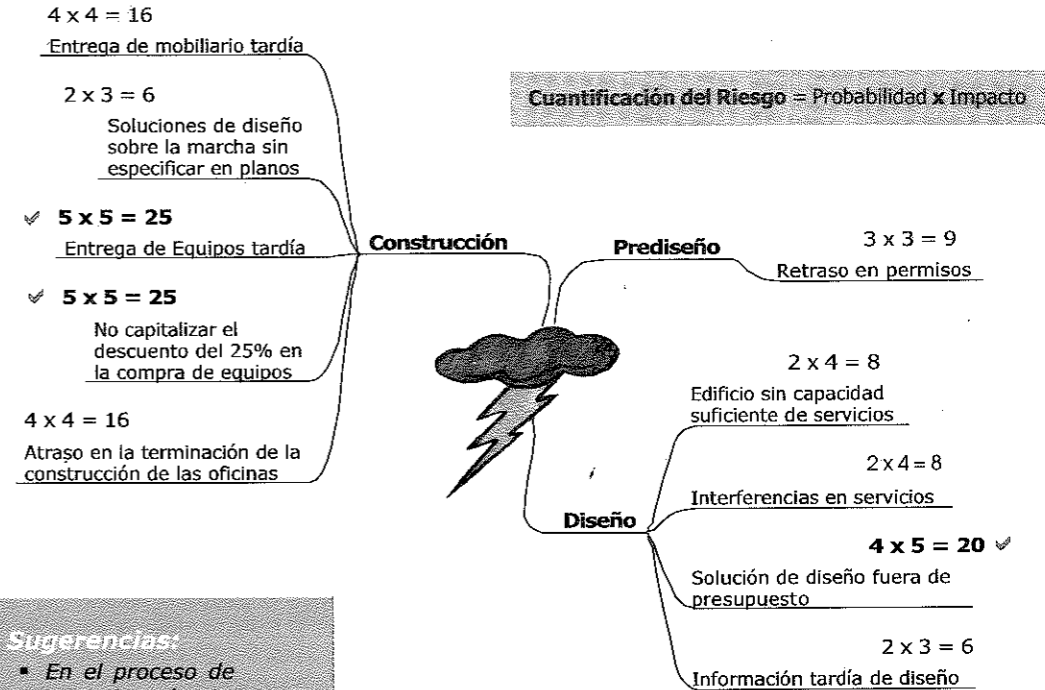 4 x 4 = 16
Entrega de mobiliario tardía
2 x 3 = 6
Soluciones de diseño
sobre la marcha sin
especificar en planos
5 x 5 = 25
Entrega de Equipos tardía
5 x 5 = 25
No capitalizar el
descuento del 25% en
la compra de equipos
4 x 4 = 16
Atraso en la terminación de la
construcción de las oficinas
Construcción
Cuantificación del Riesgo = Probabilidad x Impacto
Prediseño
3 x 3 = 9
Retraso en permisos
2 x 4 = 8
Edificio sin capacidad
suficiente de servicios
2 x 4 = 8
Interferencias en servicios
Diseño
4 x 5 = 20
Solución de diseño fuera de
presupuesto
2 x 3 = 6
Información tardía de diseño
Sugerencias:
▪ En el proceso de